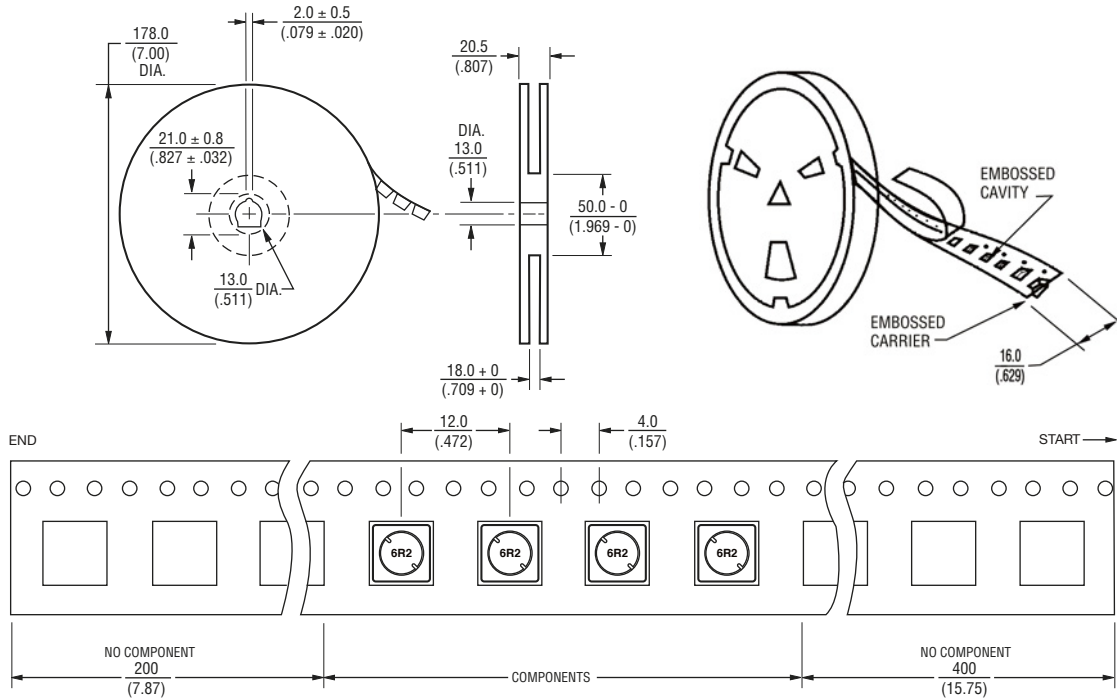 2.0 ± 0.5
(.079 ± .020)
178.0
(7.00)
DIA.
20.5
(.807)
21.0 ± 0.8
(.827 ± .032)
DIA.
13.0
(.511)
EMBOSSED
CAVITY
50.0 - 0
(1.969 - 0)
13.0
(.511)
DIA.
EMBOSSED
CARRIER
16.0
(.629)
18.0 + 0
(.709 + 0)
12.0
(.472)
4.0
(.157)
END
START
6R2
6R2
6R2
6R2
NO COMPONENT
200
(7.87)
COMPONENTS
NO COMPONENT
400
(15.75)